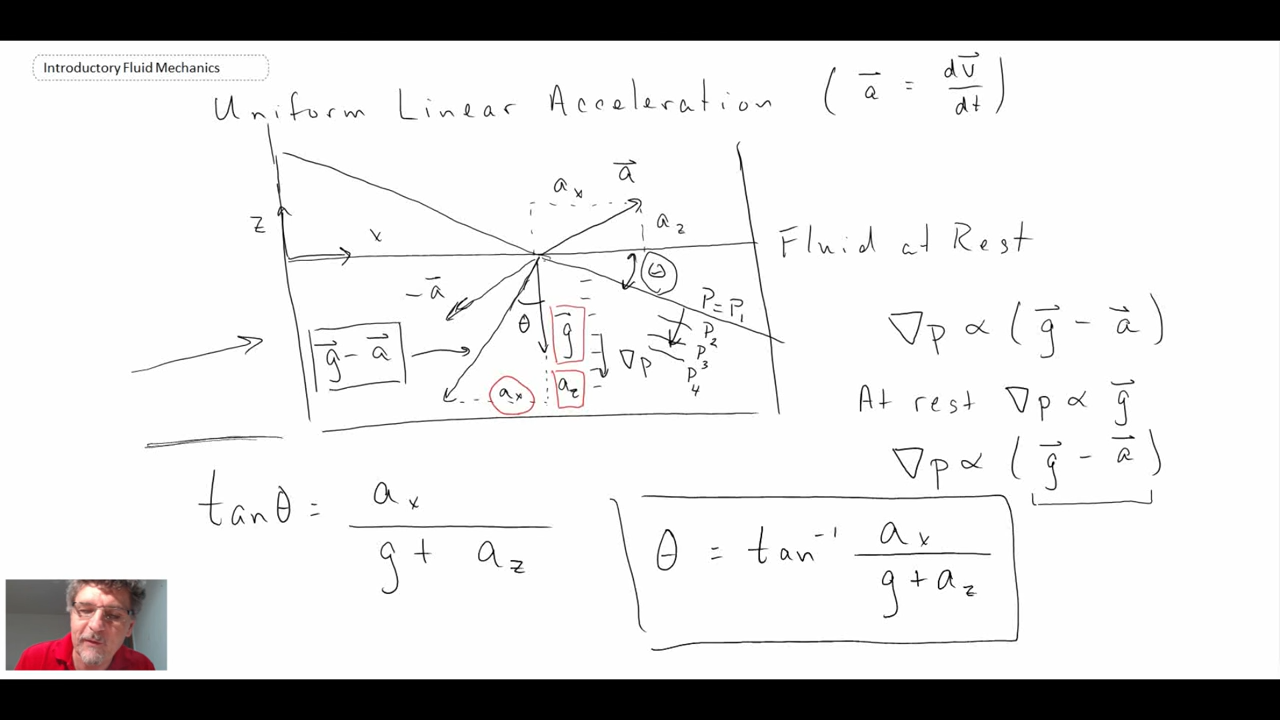 Introductory Fluid Mechanics
Uniform Linear Acceleration ( a⃗ = dv⃗/dt )
aₓ a⃗
z x a_z
Fluid at Rest
θ
-a⃗
P=P₁
θ g⃗ P₂
∇p ∝ (g⃗ - a⃗)
g⃗ - a⃗ ∇p P₃
aₓ a_z P₄
At rest ∇p ∝ g⃗
∇p ∝ (g⃗ - a⃗)
tanθ = aₓ/(g + a_z)
θ = tan⁻¹ aₓ/(g + a_z)